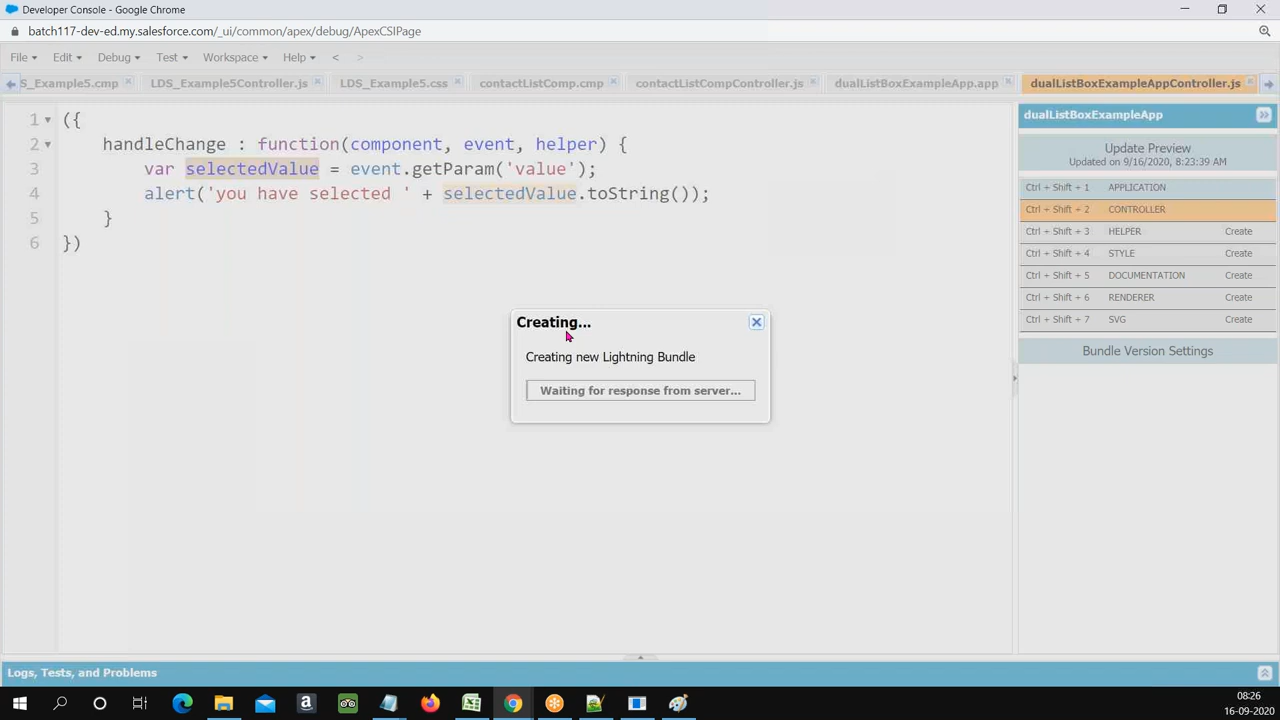 Developer Console - Google Chrome
batch117-dev-ed.my.salesforce.com/_ui/common/apex/debug/ApexCSIPage
File Edit Debug Test Workspace Help < >
S_Example5.cmp LDS_Example5Controller.js LDS_Example5.css contactListComp.cmp contactListCompController.js dualListBoxExampleApp.app dualListBoxExampleAppController.js
1 ({
2 handleChange : function(component, event, helper) {
3 var selectedValue = event.getParam('value');
4 alert('you have selected ' + selectedValue.toString());
5 }
6 })
dualListBoxExampleApp
Update Preview
Updated on 9/16/2020, 8:23:39 AM
Ctrl + Shift + 1 APPLICATION
Ctrl + Shift + 2 CONTROLLER
Ctrl + Shift + 3 HELPER Create
Ctrl + Shift + 4 STYLE Create
Ctrl + Shift + 5 DOCUMENTATION Create
Ctrl + Shift + 6 RENDERER Create
Ctrl + Shift + 7 SVG Create
Bundle Version Settings
Creating...
Creating new Lightning Bundle
Waiting for response from server...
Logs, Tests, and Problems
08:26
16-09-2020